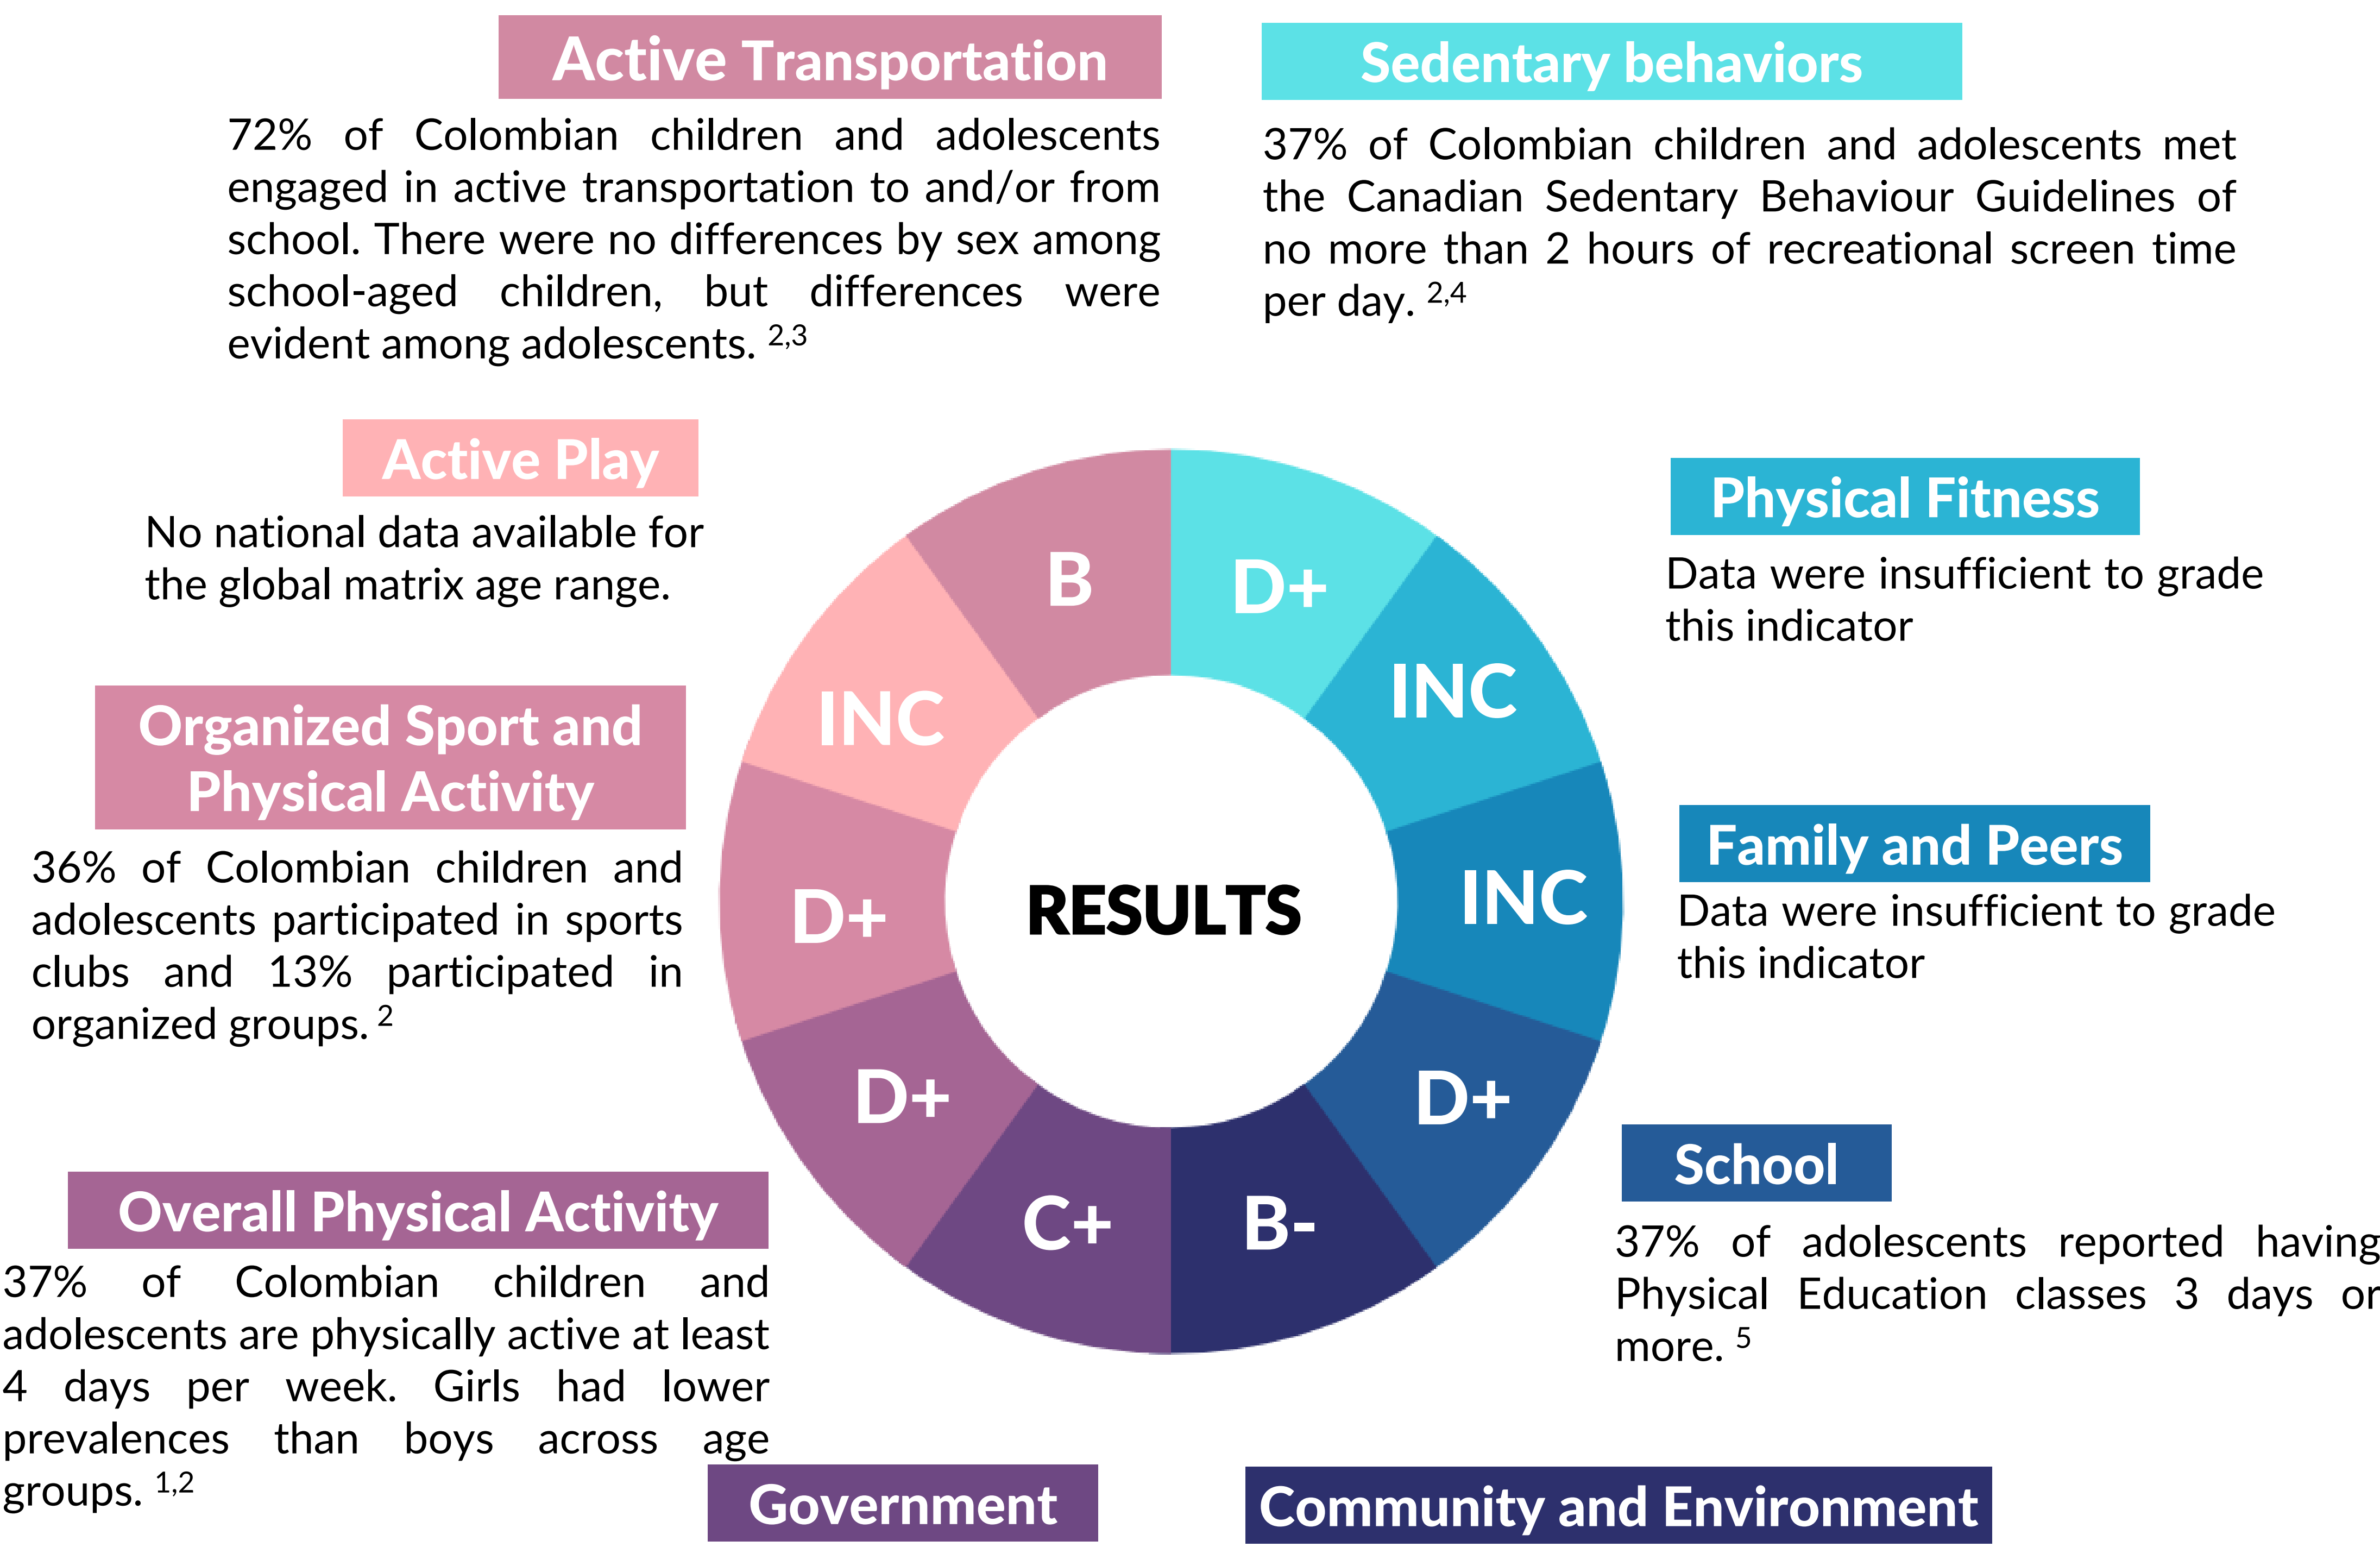 Active Transportation
72% of Colombian children and adolescents
engaged in active transportation to and/or from
school. There were no differences by sex among
school-aged children, but differences were
evident among adolescents. 2,3
Sedentary behaviors
37% of Colombian children and adolescents met
the Canadian Sedentary Behaviour Guidelines of
no more than 2 hours of recreational screen time
per day. 2,4
Active Play
No national data available for
the global matrix age range.
Physical Fitness
Data were insufficient to grade
this indicator
Organized Sport and
Physical Activity
36% of Colombian children and
adolescents participated in sports
clubs and 13% participated in
organized groups. 2
Family and Peers
Data were insufficient to grade
this indicator
B
D+
INC
INC
RESULTS
D+
INC
D+
D+
C+
B-
Overall Physical Activity
37% of Colombian children and
adolescents are physically active at least
4 days per week. Girls had lower
prevalences than boys across age
groups. 1,2
School
37% of adolescents reported having
Physical Education classes 3 days or
more. 5
Government
Community and Environment